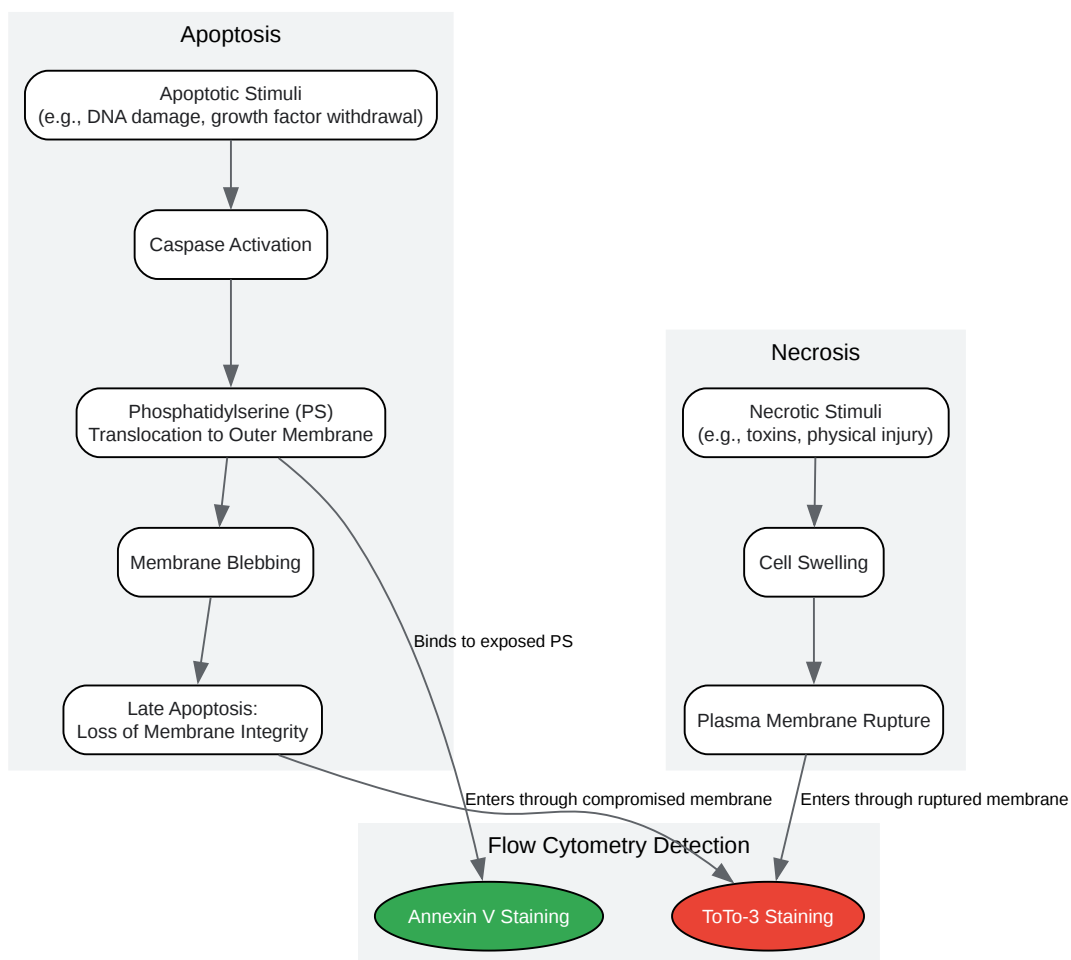 Apoptosis
Apoptotic Stimuli
(e.g., DNA damage, growth factor withdrawal)
Caspase Activation
Phosphatidylserine (PS)
Translocation to Outer Membrane
Membrane Blebbing
Late Apoptosis:
Loss of Membrane Integrity
Necrosis
Necrotic Stimuli
(e.g., toxins, physical injury)
Cell Swelling
Plasma Membrane Rupture
Binds to exposed PS
Enters through compromised membrane
Enters through ruptured membrane
Flow Cytometry Detection
Annexin V Staining
ToTo-3 Staining